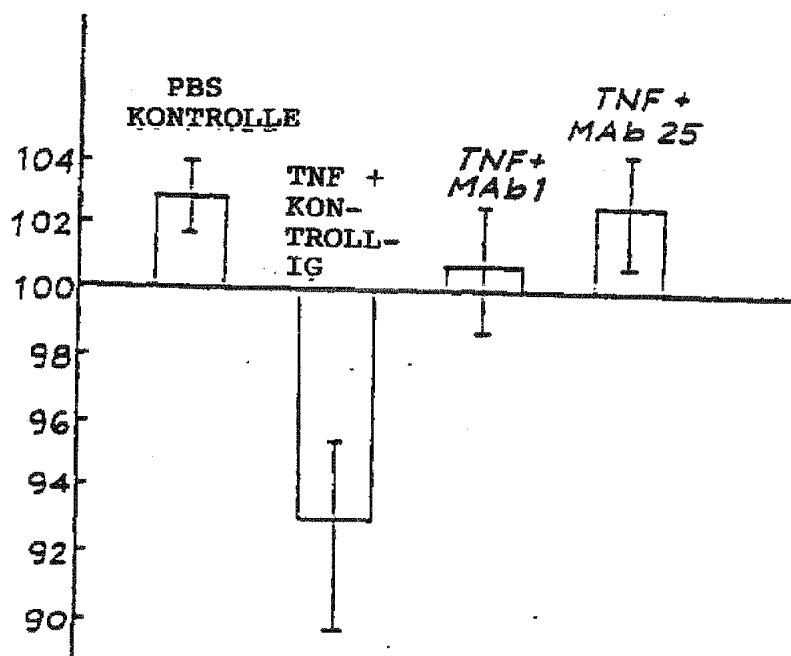 PBS
KONTROLLE
TNF +
KON-
TROLL-
IG
TNF+
MAb1
TNF +
MAb 25
104
102
100
98
96
94
92
90